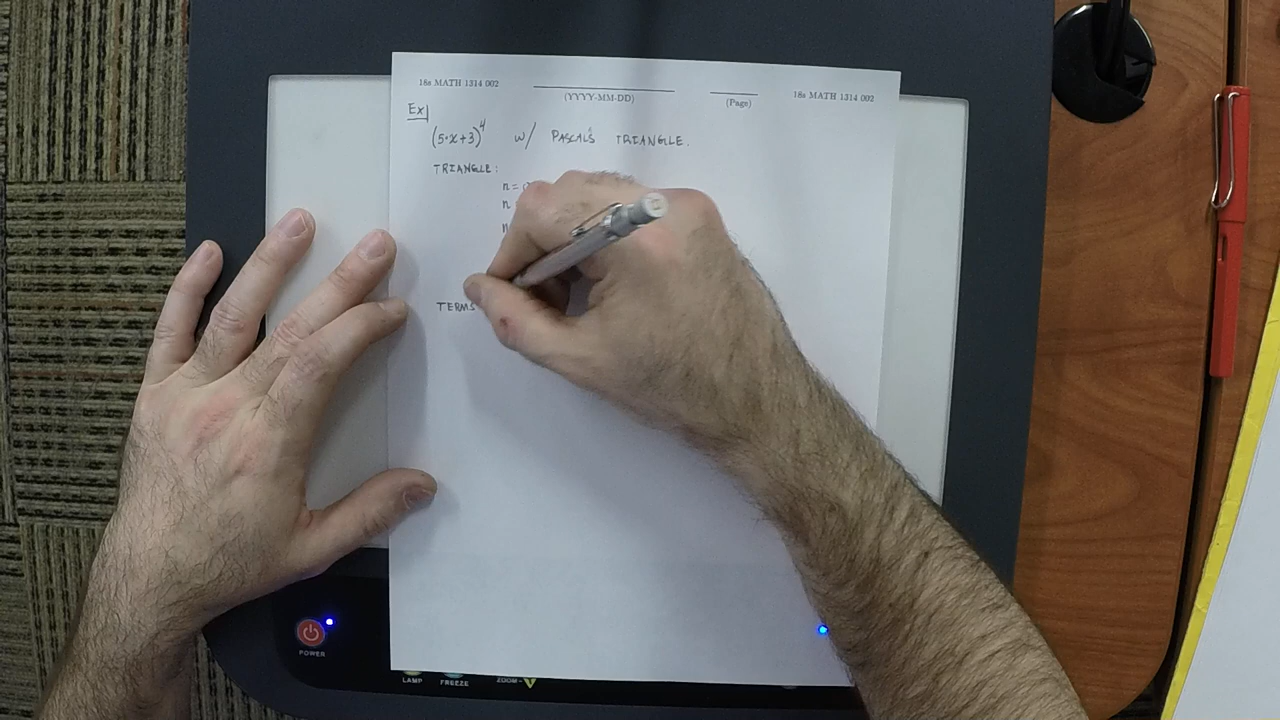 18s MATH 1314 002 (YYYY-MM-DD) (Page) 18s MATH 1314 002
Ex|
(5·x+3)^4 w/ PASCAL'S TRIANGLE.
TRIANGLE:
n =
n
n
TERMS
POWER
LAMP FREEZE ZOOM -